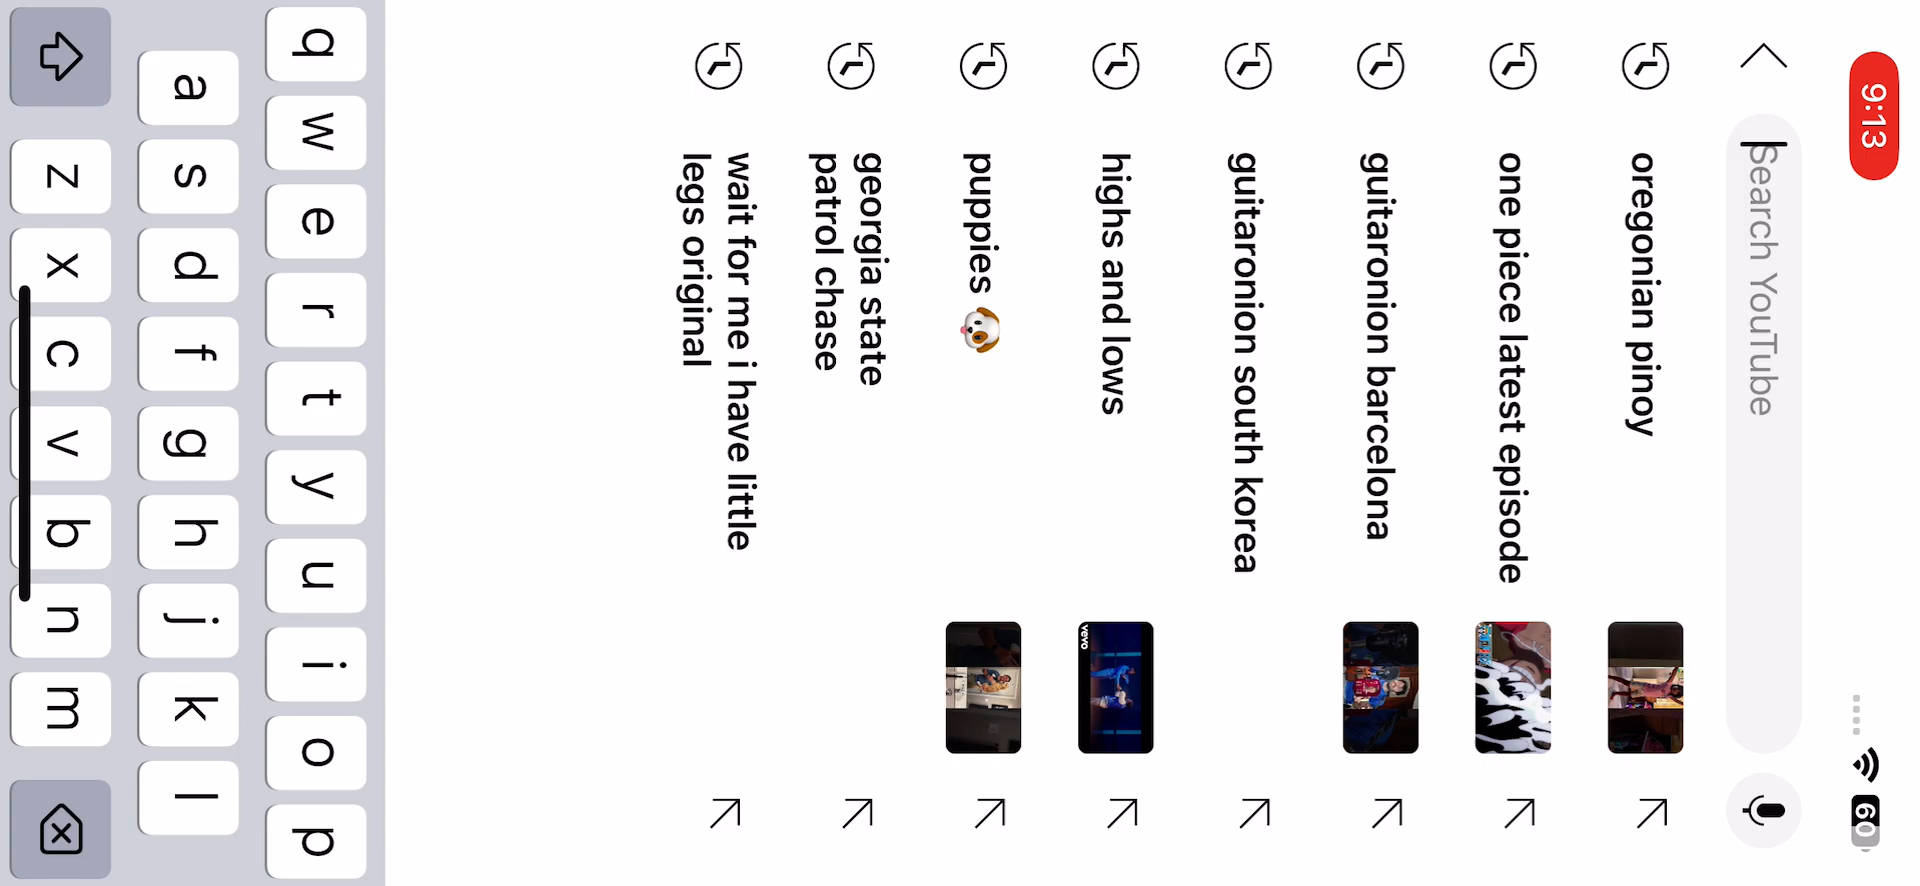 9:13
60
Search YouTube
oregonian pinoy
one piece latest episode
guitaronion barcelona
guitaronion south korea
highs and lows
vevo
puppies 🐶
georgia state
patrol chase
wait for me i have little
legs original
q w e r t y u i o p
a s d f g h j k l
z x c v b n m